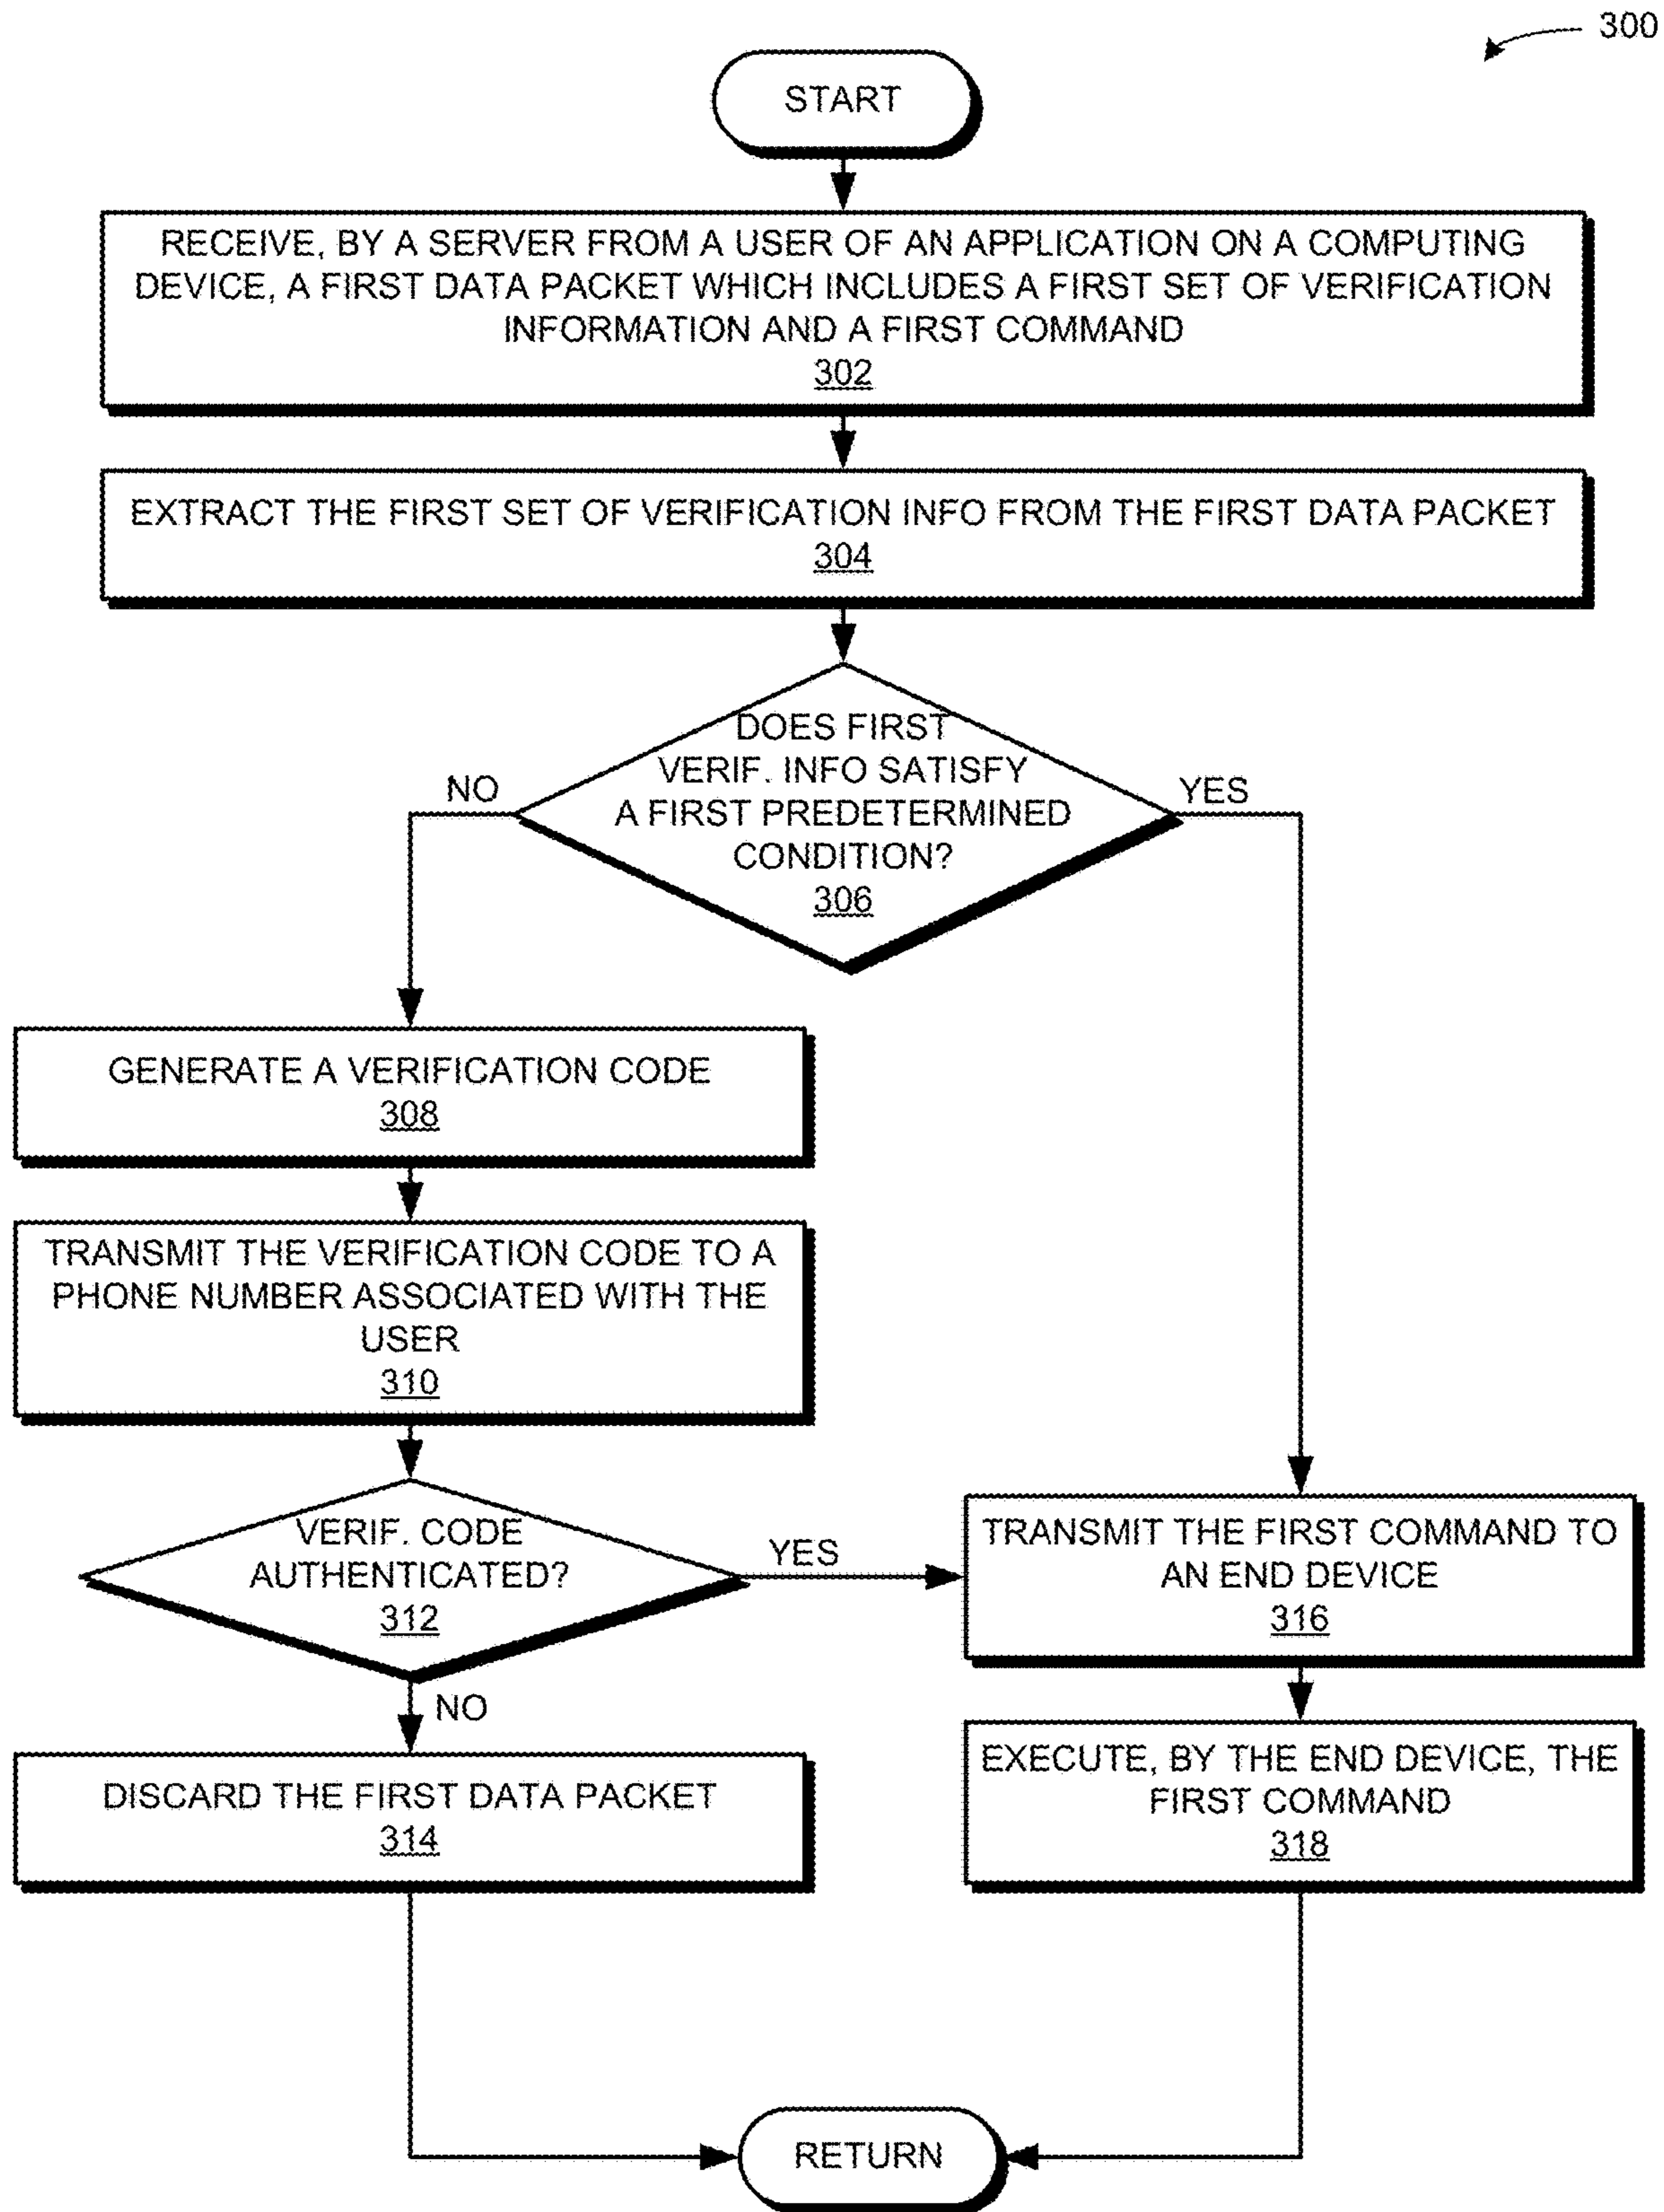 300
START
RECEIVE, BY A SERVER FROM A USER OF AN APPLICATION ON A COMPUTING
DEVICE, A FIRST DATA PACKET WHICH INCLUDES A FIRST SET OF VERIFICATION
INFORMATION AND A FIRST COMMAND
302
EXTRACT THE FIRST SET OF VERIFICATION INFO FROM THE FIRST DATA PACKET
304
DOES FIRST
VERIF. INFO SATISFY
A FIRST PREDETERMINED
CONDITION?
306
NO
YES
GENERATE A VERIFICATION CODE
308
TRANSMIT THE VERIFICATION CODE TO A
PHONE NUMBER ASSOCIATED WITH THE
USER
310
VERIF. CODE
AUTHENTICATED?
312
YES
NO
DISCARD THE FIRST DATA PACKET
314
TRANSMIT THE FIRST COMMAND TO
AN END DEVICE
316
EXECUTE, BY THE END DEVICE, THE
FIRST COMMAND
318
RETURN